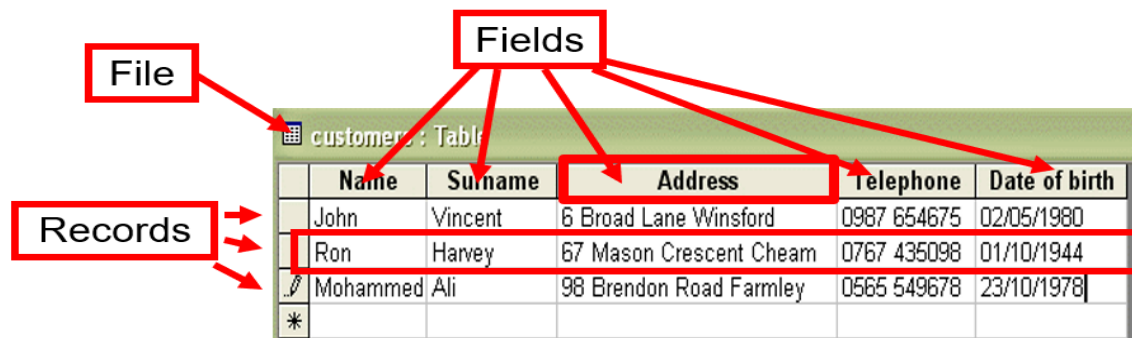 Fields
File
customers : Table
Name Surname Address Telephone Date of birth
John Vincent 6 Broad Lane Winsford 0987 654675 02/05/1980
Records
Ron Harvey 67 Mason Crescent Cheam 0767 435098 01/10/1944
Mohammed Ali 98 Brendon Road Farmley 0565 549678 23/10/1978